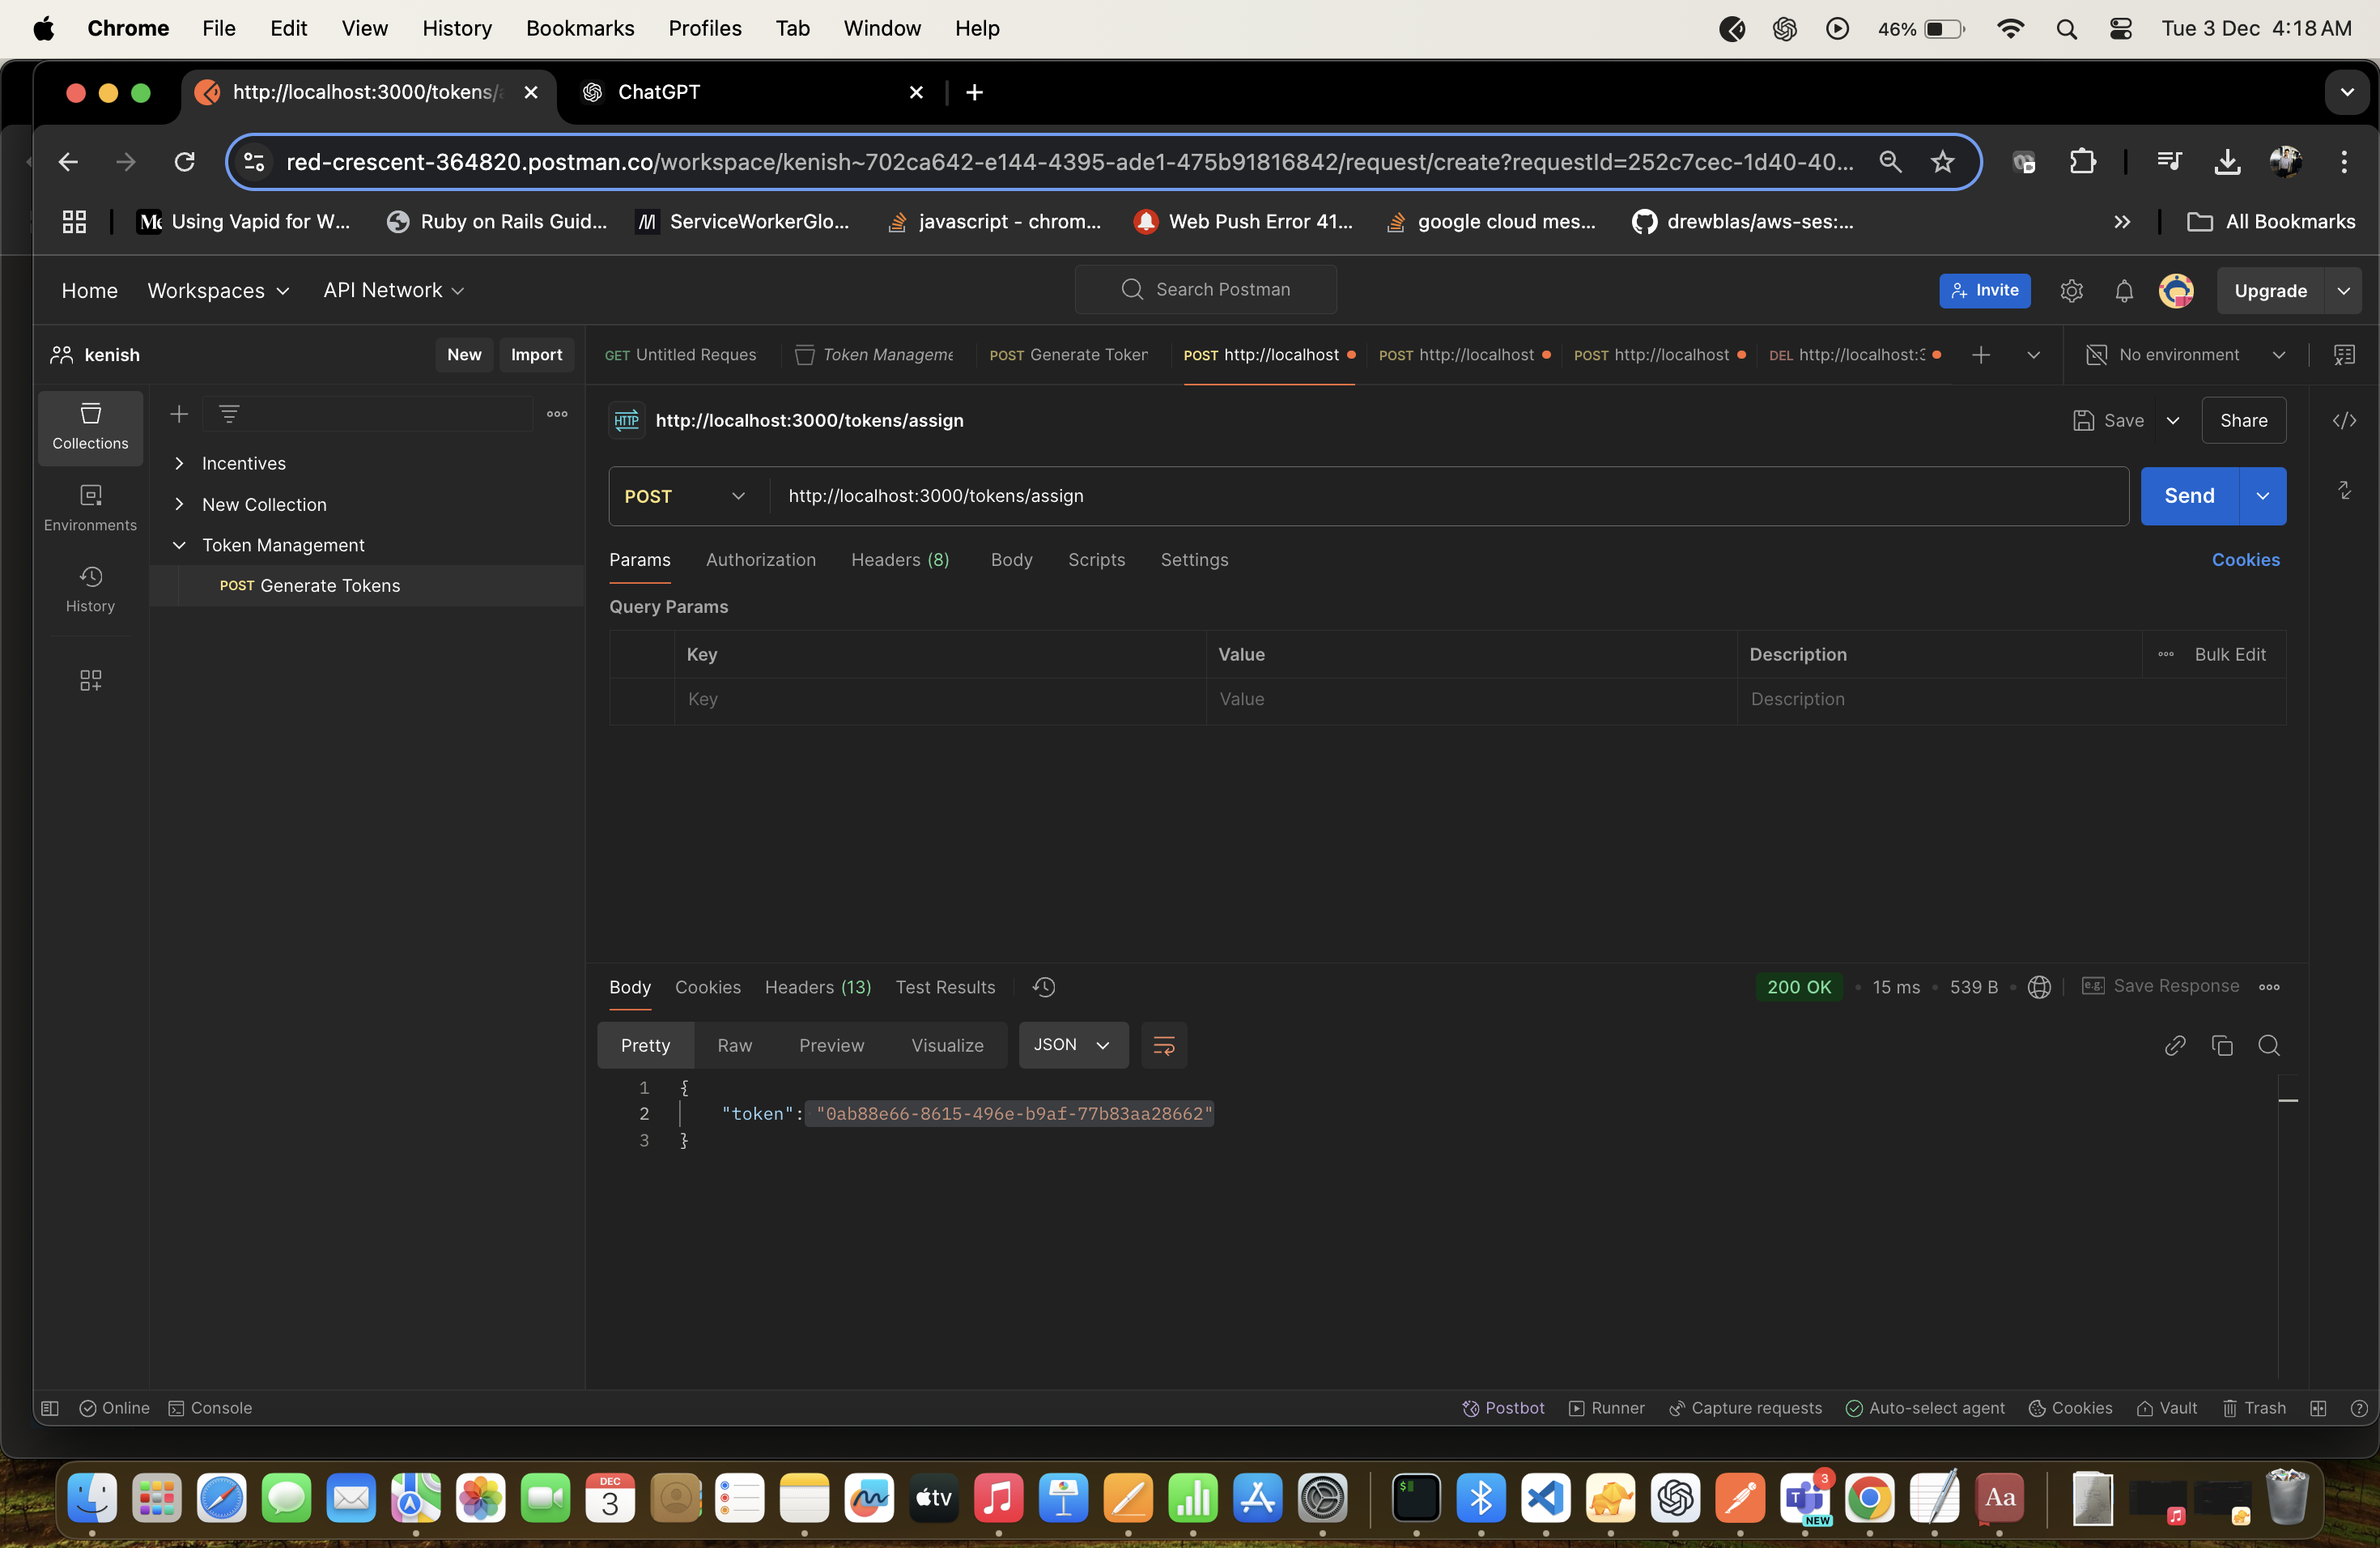 Chrome File Edit View History Bookmarks Profiles Tab Window Help 46% Tue 3 Dec 4:18 AM
http://localhost:3000/tokens/ ChatGPT
red-crescent-364820.postman.co/workspace/kenish~702ca642-e144-4395-ade1-475b91816842/request/create?requestId=252c7cec-1d40-40...
Using Vapid for W... Ruby on Rails Guid... ServiceWorkerGlo... javascript - chrom... Web Push Error 41... google cloud mes... drewblas/aws-ses:... All Bookmarks
Home Workspaces API Network Search Postman Invite Upgrade
kenish New Import GET Untitled Reques Token Manageme POST Generate Token POST http://localhost POST http://localhost POST http://localhost DEL http://localhost:3 No environment
Collections
Environments
History
Incentives
New Collection
Token Management
POST Generate Tokens
HTTP http://localhost:3000/tokens/assign Save Share
POST http://localhost:3000/tokens/assign Send
Params Authorization Headers (8) Body Scripts Settings Cookies
Query Params
Key Value Description Bulk Edit
Key Value Description
Body Cookies Headers (13) Test Results 200 OK 15 ms 539 B e.g. Save Response
Pretty Raw Preview Visualize JSON
1 {
2 "token": "0ab88e66-8615-496e-b9af-77b83aa28662"
3 }
Online Console Postbot Runner Capture requests Auto-select agent Cookies Vault Trash
DEC
3
tv
$
3
NEW
Aa